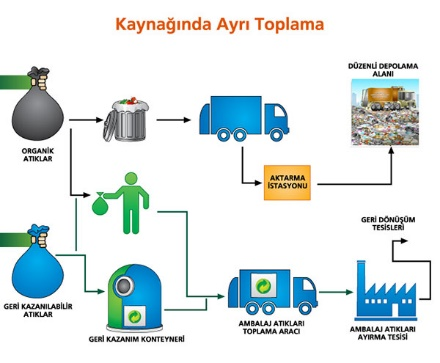 Kaynağında Ayrı Toplama
DÜZENLİ DEPOLAMA
ALANI
ORGANİK
ATIKLAR
AKTARMA
İSTASYONU
GERİ DÖNÜŞÜM
TESİSLERİ
GERİ KAZANILABİLİR
ATIKLAR
GERİ KAZANIM KONTEYNERİ
AMBALAJ ATIKLARI
TOPLAMA ARACI
AMBALAJ ATIKLARI
AYIRMA TESİSİ